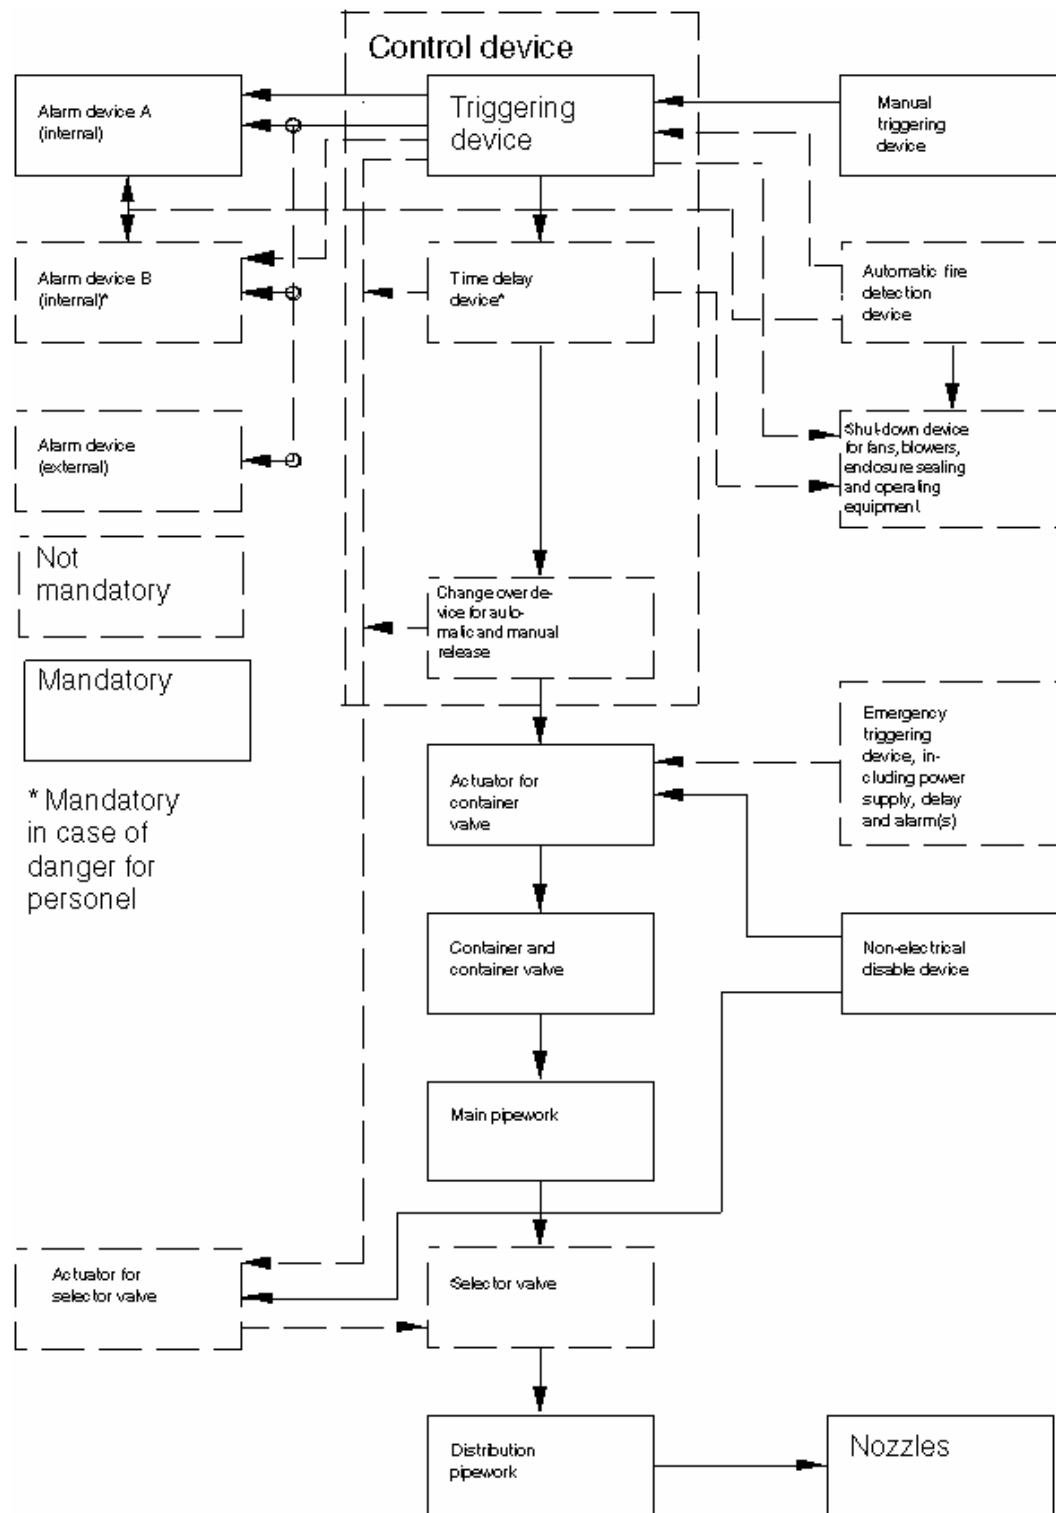 Control device
Alarm device A
(internal)
Triggering
device
Manual
triggering
device
Alarm device B
(internal)*
Time delay
device*
Automatic fire
detection
device
Alarm device
(external)
Shut-down device
for fans, blowers,
enclosure sealing
and operating
equipment
Not
mandatory
Change over de-
vice for auto-
matic and manual
release
Mandatory
Emergency
triggering
device, in-
cluding power
supply, delay
and alarm(s)
Actuator for
container
valve
* Mandatory
in case of
danger for
personel
Container and
container valve
Non-electrical
disable device
Main pipework
Actuator for
selector valve
Selector valve
Distribution
pipework
Nozzles